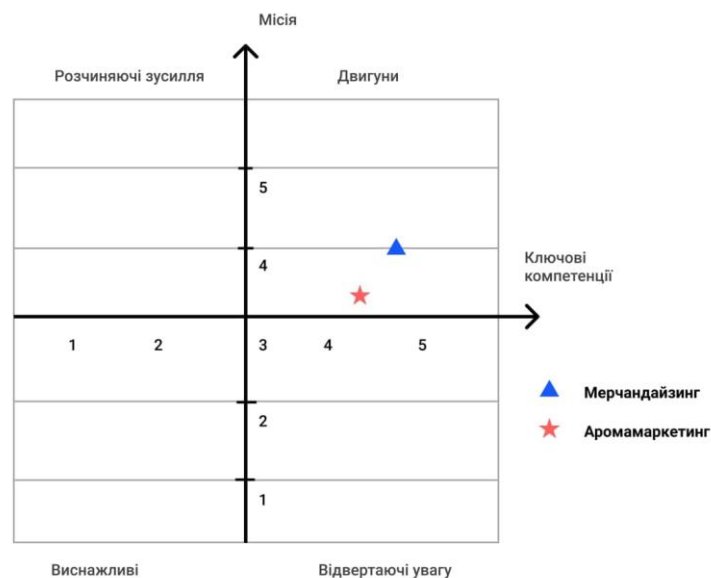 Місія
Розчиняючі зусилля
Двигуни
5
4
Ключові
компетенції
1
2
3
4
5
Мерчандайзинг
2
Аромамаркетинг
1
Виснажливі
Відвертаючі увагу